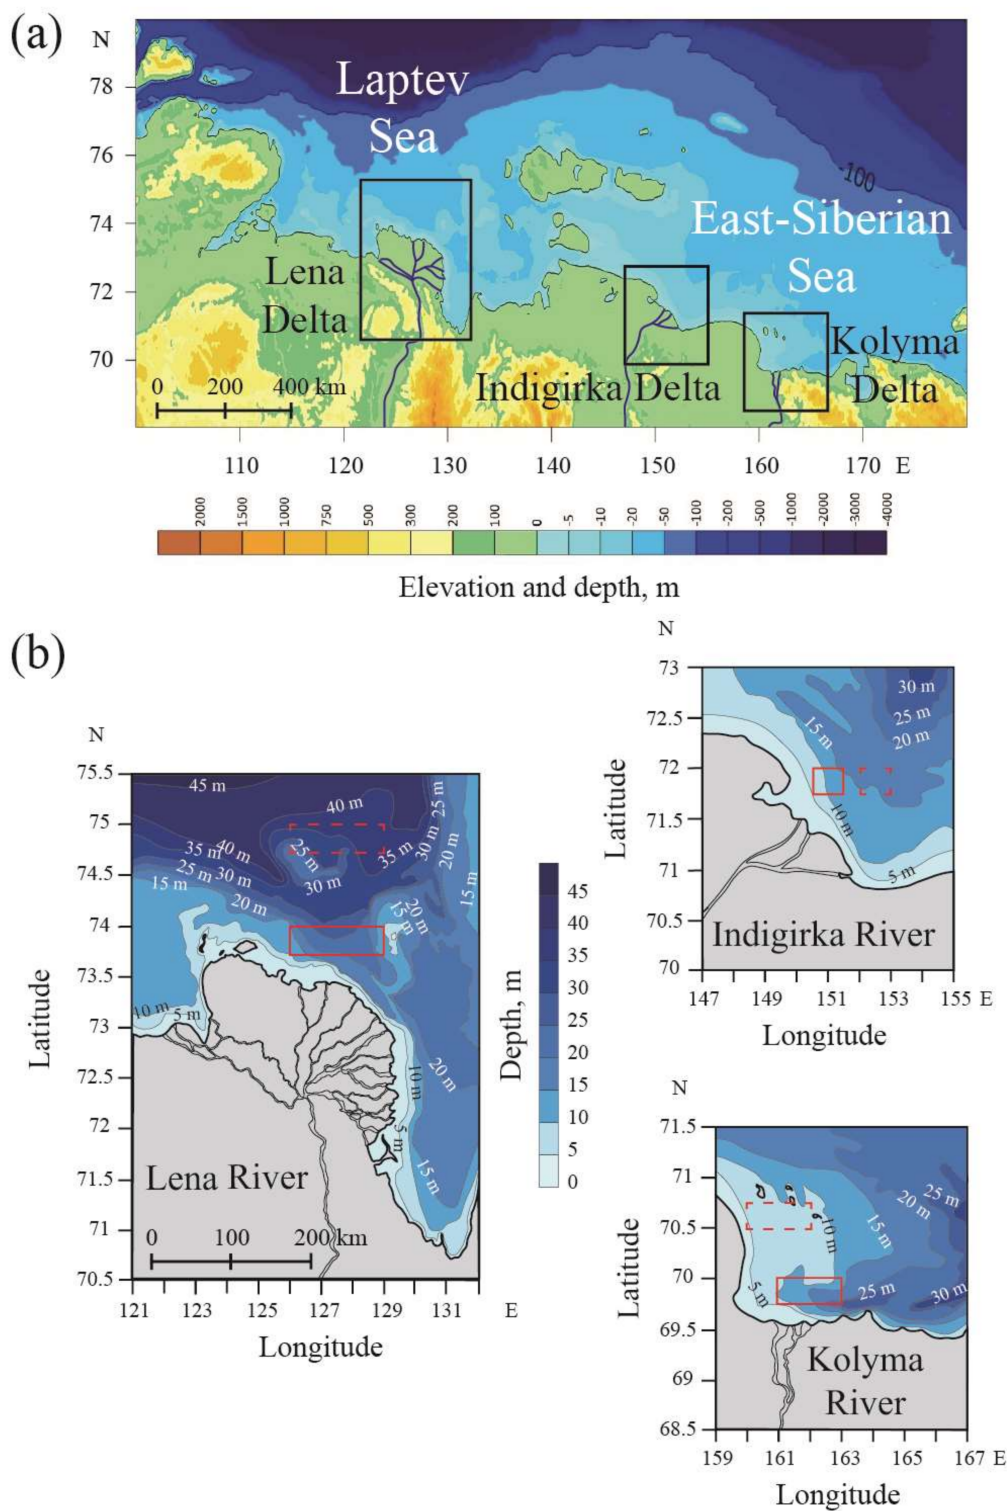 (a)
N
78
76
74
72
70
Laptev
Sea
-100
East-Siberian
Sea
Lena
Delta
Indigirka Delta
Kolyma
Delta
0 200 400 km
110 120 130 140 150 160 170 E
2000 1500 1000 750 500 200 100 0 -5 -10 -20 -50 -100 -200 -500 -1000 -2000 -3000 -4000
Elevation and depth, m
(b)
N
75.5
75
74.5
74
73.5
73
72.5
72
71.5
71
70.5
Latitude
45 m
40 m
25 m
35 m
40 m
25 m
35 m
30 m
20 m
25 m
30 m
30 m
15 m
20 m
20 m
15 m
15 m
10 m
5 m
20 m
10 m
5 m
15 m
Lena River
0 100 200 km
121 123 125 127 129 131 E
Longitude
Depth, m
45
40
35
30
25
20
15
10
5
0
N
73
72.5
72
71.5
71
70.5
70
Latitude
30 m
25 m
20 m
15 m
10 m
5 m
Indigirka River
147 149 151 153 155 E
Longitude
N
71.5
71
70.5
70
69.5
69
68.5
Latitude
25 m
20 m
15 m
10 m
5 m
25 m
30 m
Kolyma
River
159 161 163 165 167 E
Longitude